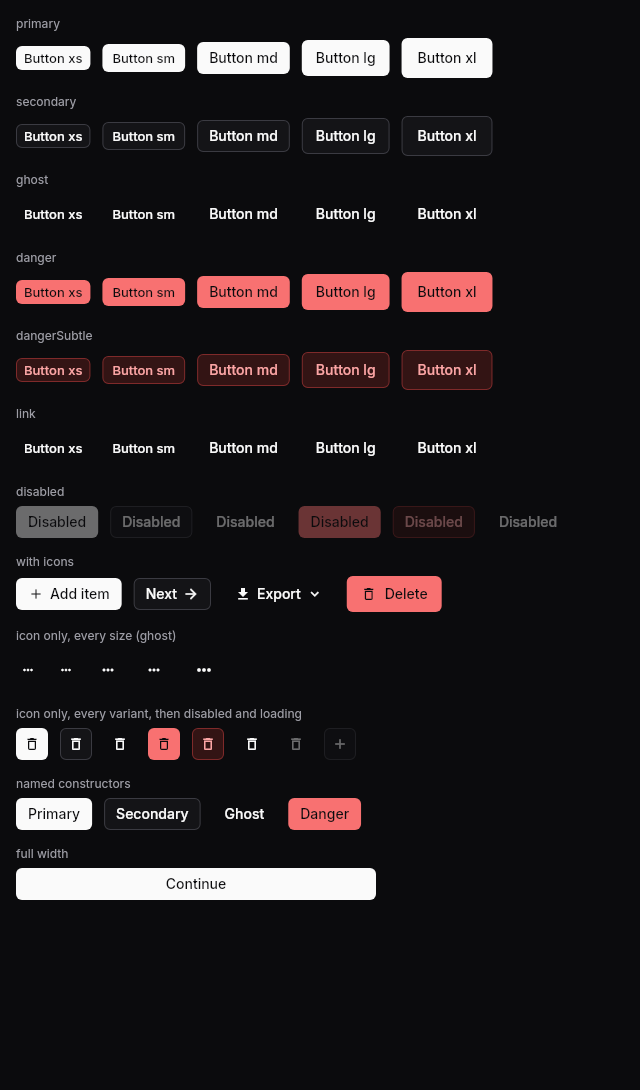 primary
Button xs Button sm Button md Button lg Button xl
secondary
Button xs Button sm Button md Button lg Button xl
ghost
Button xs Button sm Button md Button lg Button xl
danger
Button xs Button sm Button md Button lg Button xl
dangerSubtle
Button xs Button sm Button md Button lg Button xl
link
Button xs Button sm Button md Button lg Button xl
disabled
Disabled Disabled Disabled Disabled Disabled Disabled
with icons
Add item Next Export Delete
icon only, every size (ghost)
icon only, every variant, then disabled and loading
named constructors
Primary Secondary Ghost Danger
full width
Continue